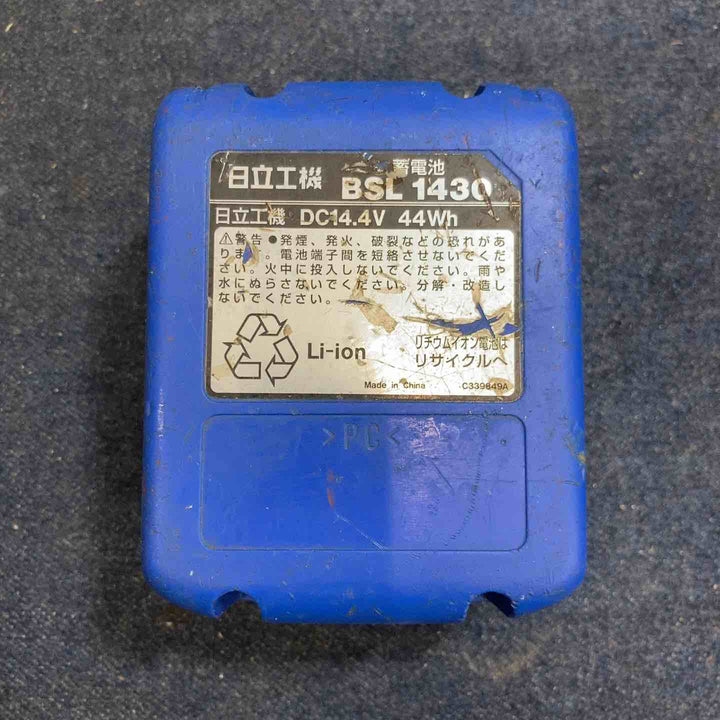 蓄電池
日立工機 BSL 1430
日立工機 DC14.4V 44Wh
⚠警告 ●発煙、発火、破裂などの恐れがあ
ります。電池端子間を短絡させないでくだ
さい。火中に投入しないでください。雨や
水にぬらさないでください。分解・改造し
ないでください。
Li-ion
リチウムイオン電池は
リサイクルへ
Made in China C339849A
>PC<